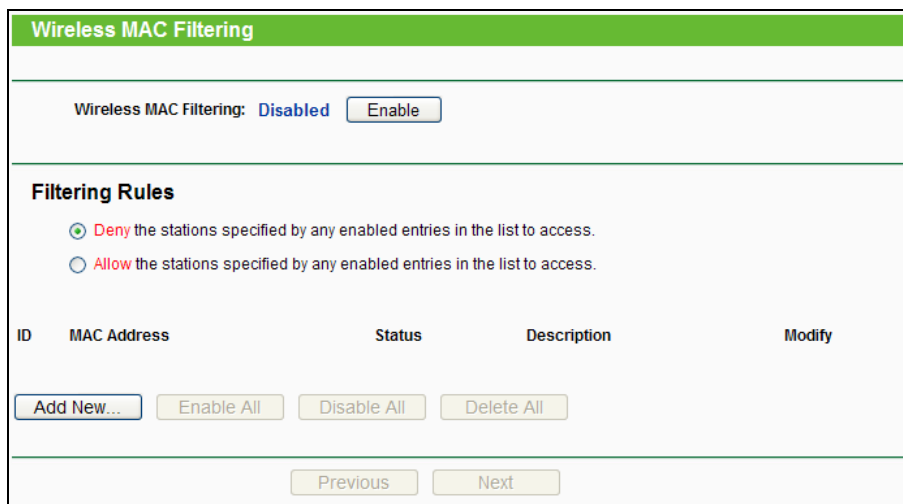 Wireless MAC Filtering
Wireless MAC Filtering: Disabled Enable
Filtering Rules
Deny the stations specified by any enabled entries in the list to access.
Allow the stations specified by any enabled entries in the list to access.
ID MAC Address Status Description Modify
Add New... Enable All Disable All Delete All
Previous Next